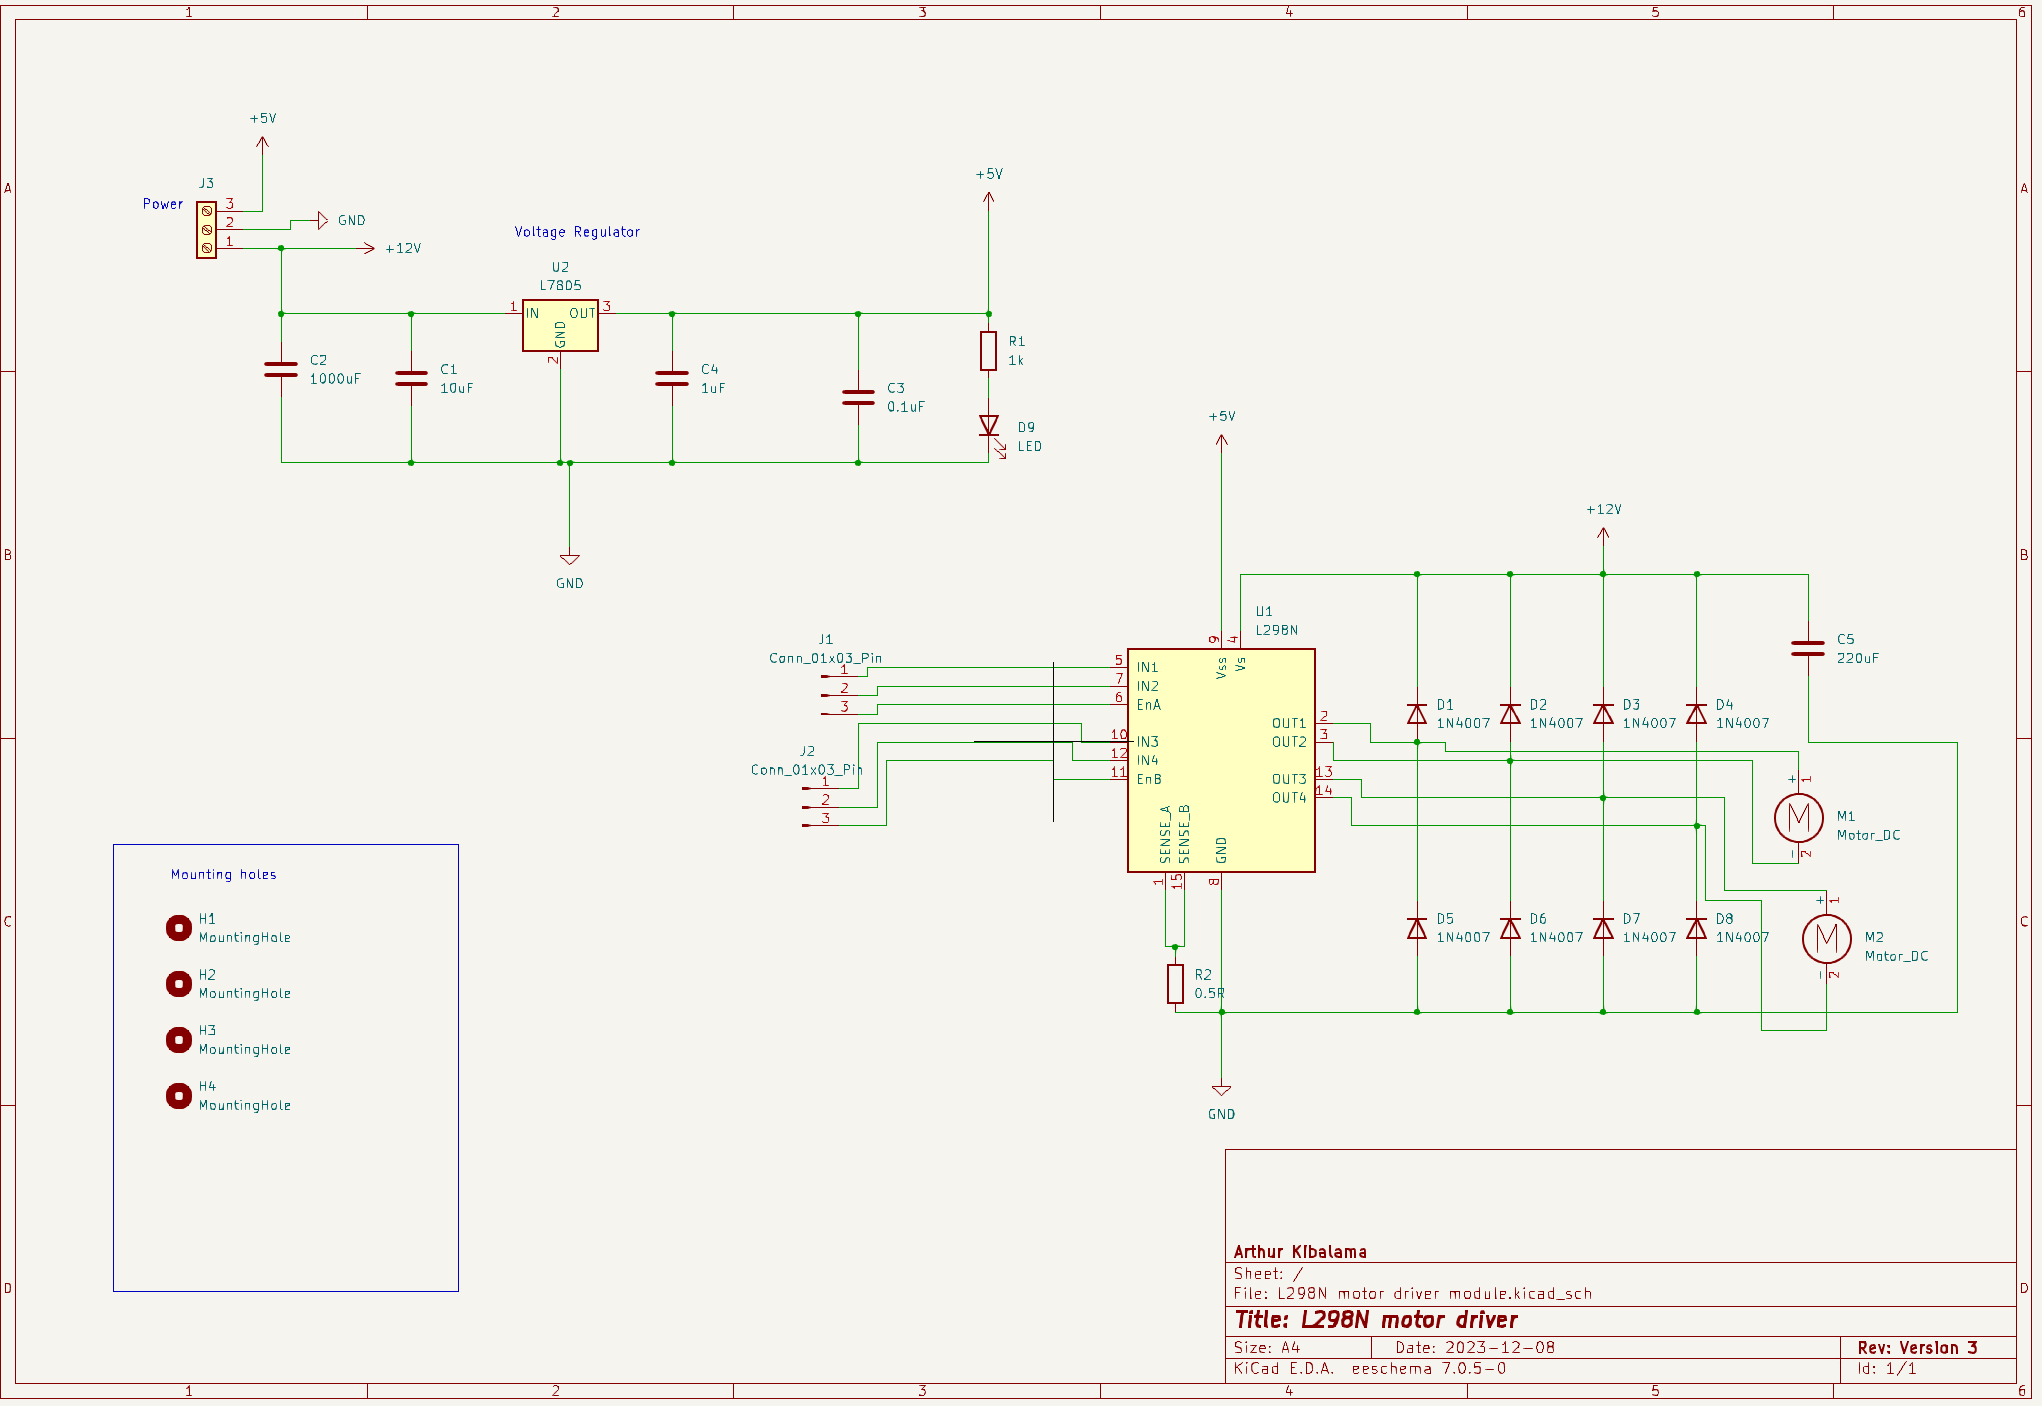 1 2 3 4 5 6
A
B
C
D
A
B
C
D
1 2 3 4 5 6
+5V
J3
Power
3
2
1
GND
+12V
Voltage Regulator
U2
L7805
1
IN
OUT
3
GND
2
C2
1000uF
C1
10uF
C4
1uF
C3
0.1uF
+5V
R1
1k
D9
LED
GND
+5V
+12V
J1
Conn_01x03_Pin
1
2
3
J2
Conn_01x03_Pin
1
2
3
U1
L298N
9
4
Vss
Vs
5
IN1
7
IN2
6
EnA
10
IN3
12
IN4
11
EnB
OUT1
2
OUT2
3
OUT3
13
OUT4
14
SENSE_A
SENSE_B
GND
1
15
8
R2
0.5R
GND
D1
1N4007
D2
1N4007
D3
1N4007
D4
1N4007
D5
1N4007
D6
1N4007
D7
1N4007
D8
1N4007
C5
220uF
+
1
M
M1
Motor_DC
-
2
+
1
M
M2
Motor_DC
-
2
Mounting holes
H1
MountingHole
H2
MountingHole
H3
MountingHole
H4
MountingHole
Arthur Kibalama
Sheet: /
File: L298N motor driver module.kicad_sch
Title: L298N motor driver
Size: A4
Date: 2023-12-08
Rev: Version 3
KiCad E.D.A. eeschema 7.0.5-0
Id: 1/1